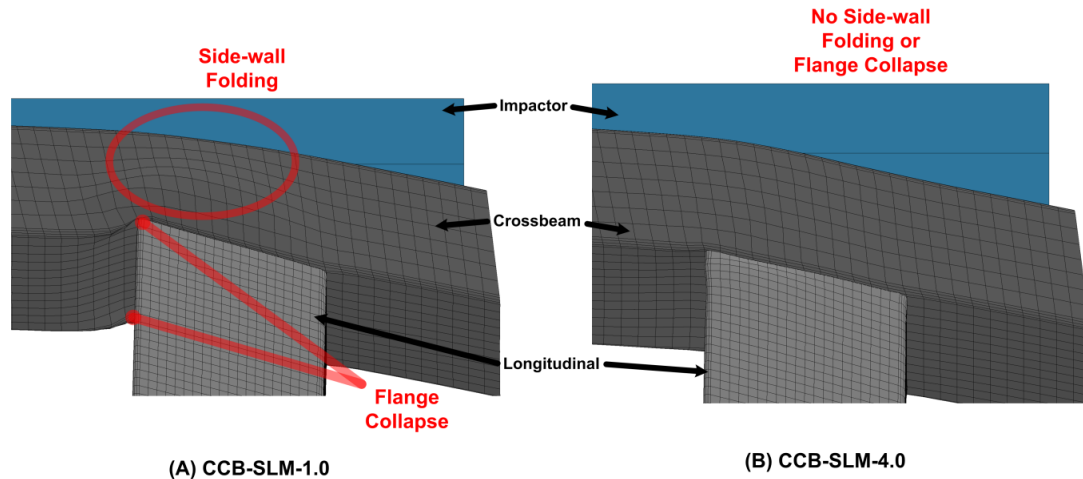 Side-wall
Folding
No Side-wall
Folding or
Flange Collapse
Impactor
Crossbeam
Longitudinal
Flange
Collapse
(A) CCB-SLM-1.0
(B) CCB-SLM-4.0